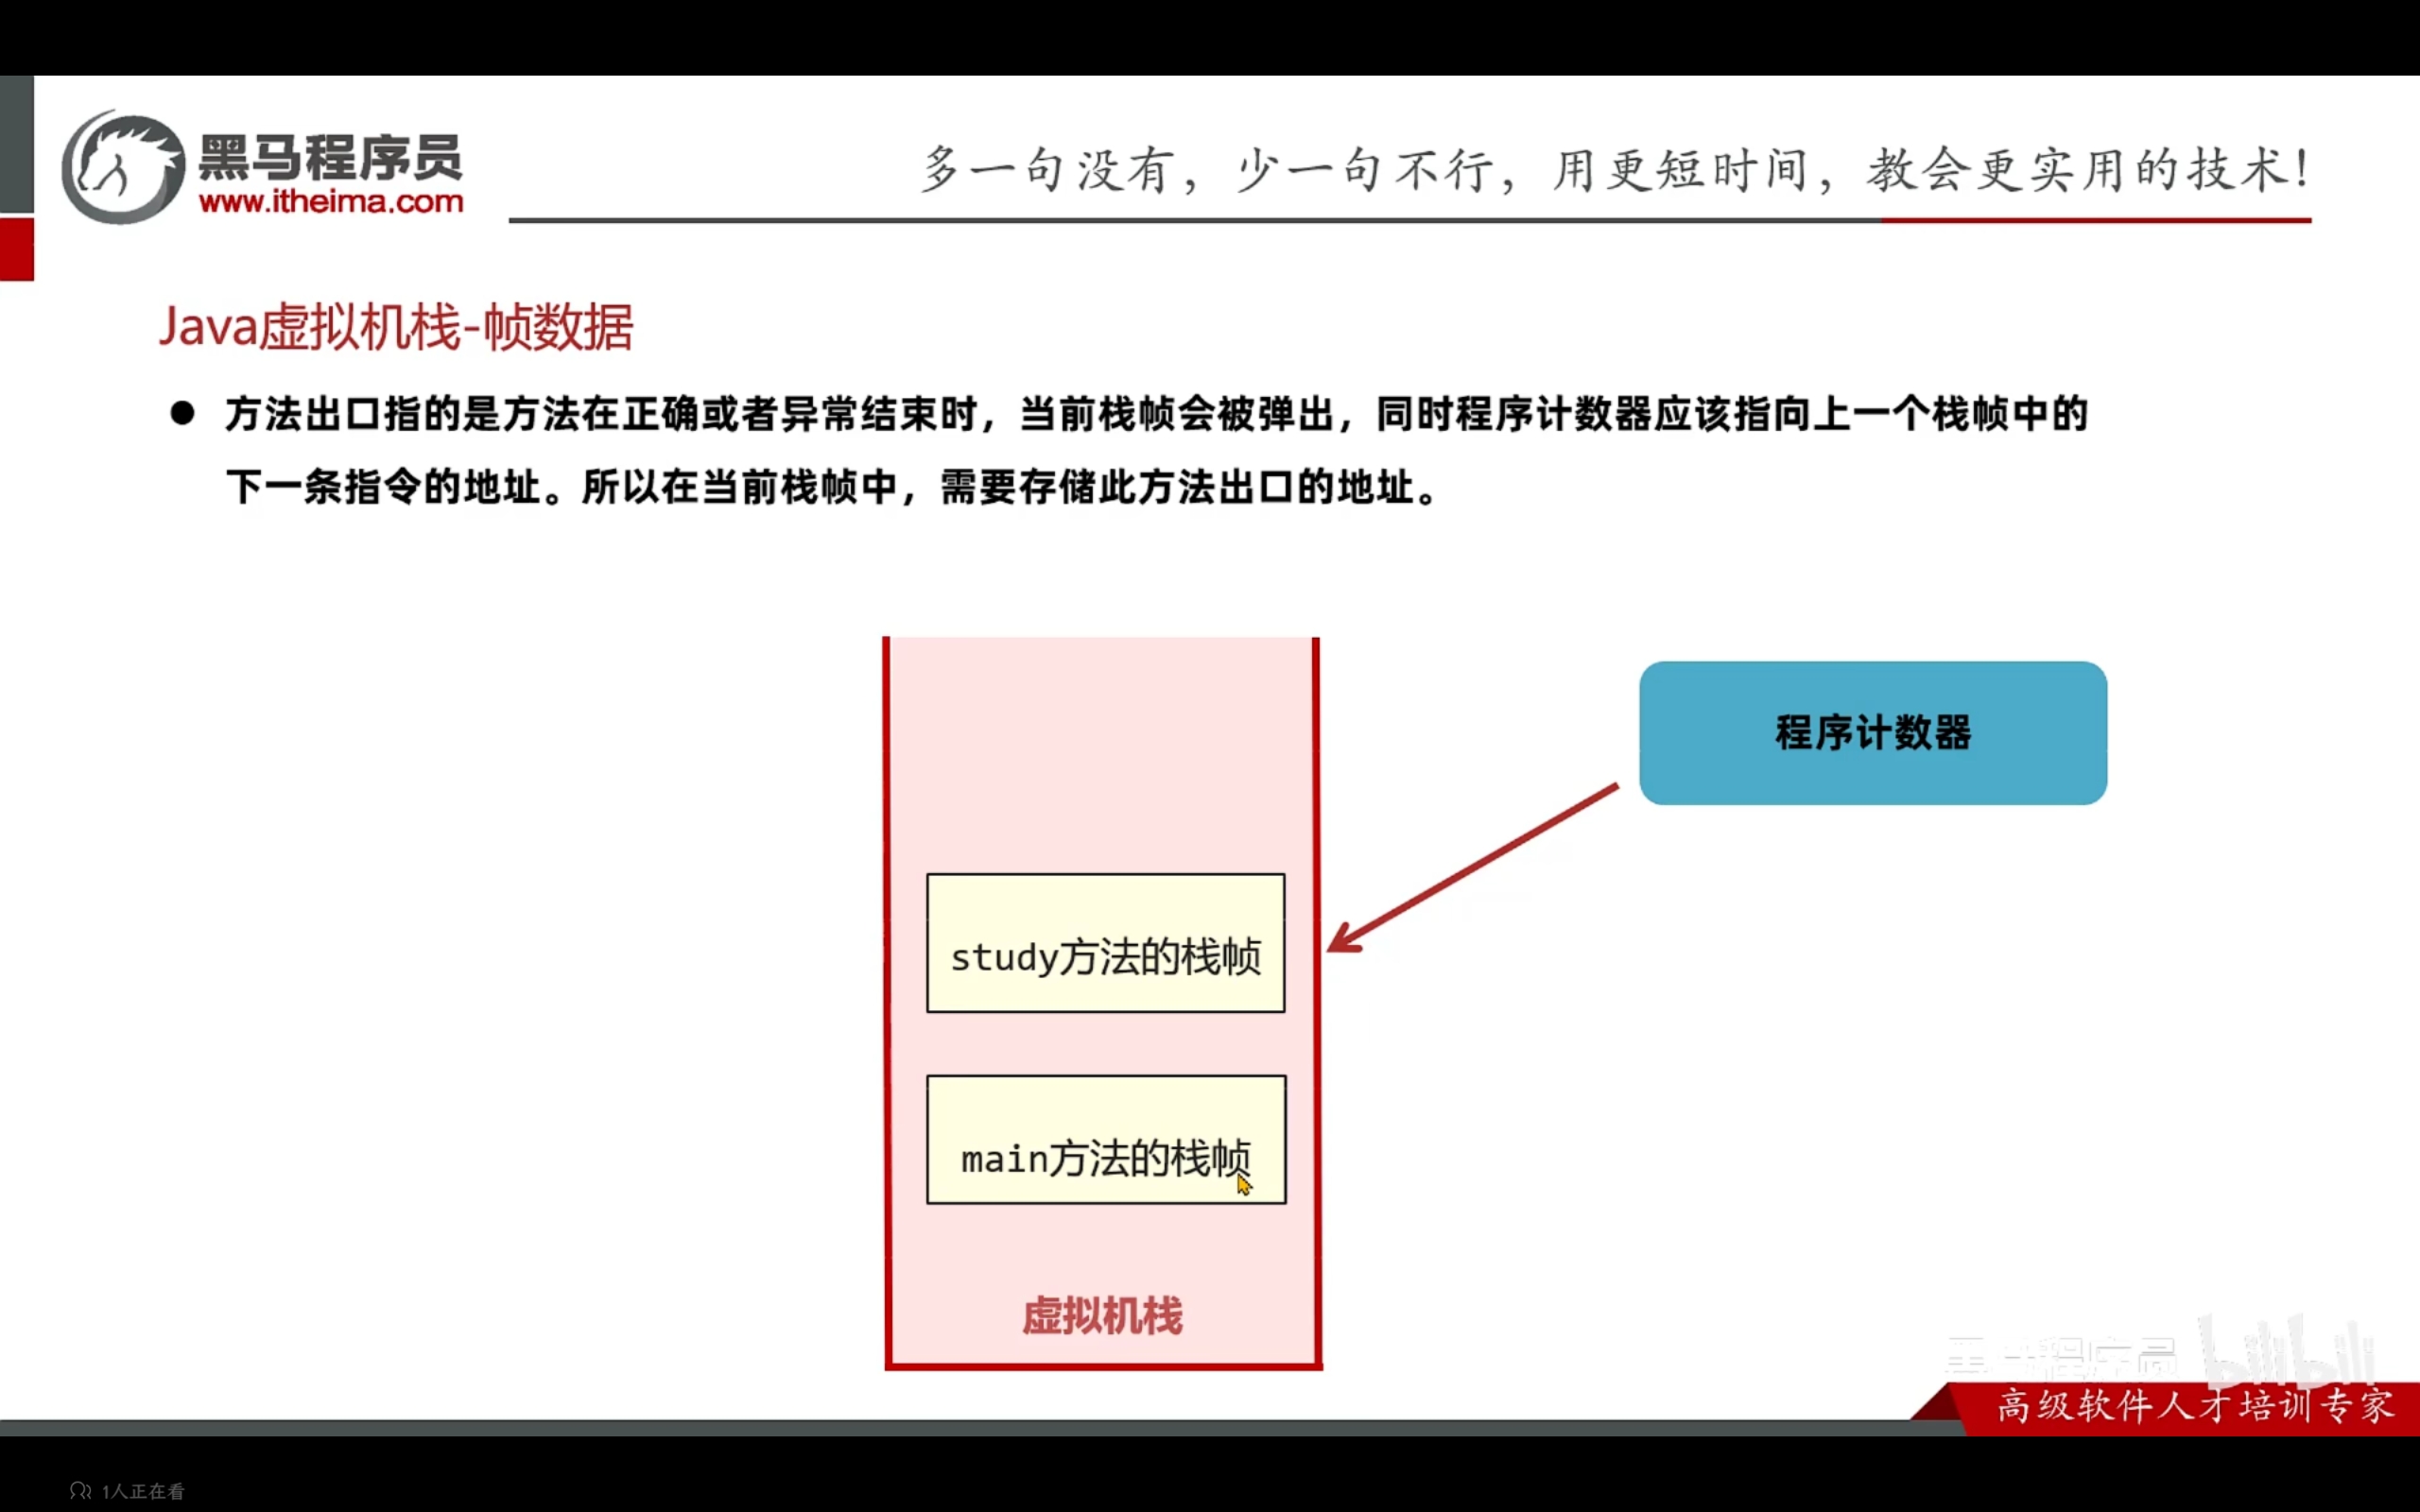 黑马程序员
www.itheima.com
多一句没有，少一句不行，用更短时间，教会更实用的技术！
Java虚拟机栈-帧数据
● 方法出口指的是方法在正确或者异常结束时，当前栈帧会被弹出，同时程序计数器应该指向上一个栈帧中的
下一条指令的地址。所以在当前栈帧中，需要存储此方法出口的地址。
程序计数器
study方法的栈帧
main方法的栈帧
虚拟机栈
黑马程序员 bilibili
高级软件人才培训专家
1人正在看